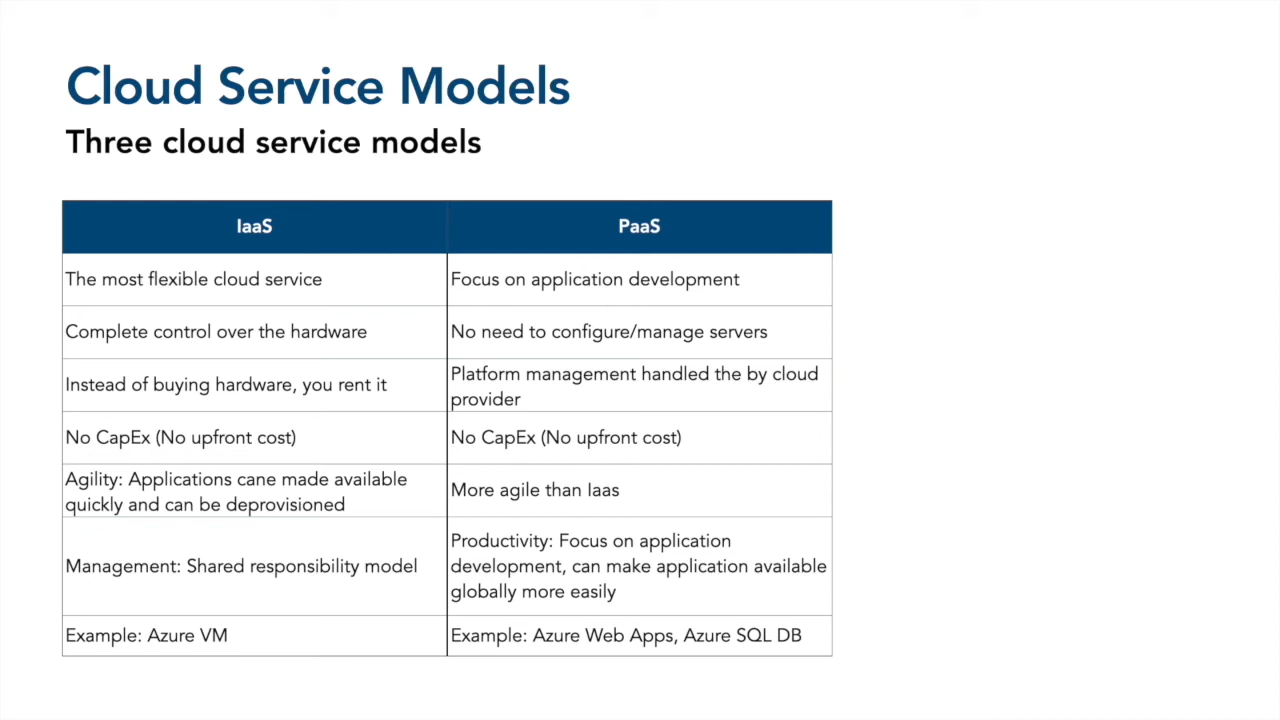 Cloud Service Models
Three cloud service models
IaaS
PaaS
The most flexible cloud service
Focus on application development
Complete control over the hardware
No need to configure/manage servers
Instead of buying hardware, you rent it
Platform management handled the by cloud
provider
No CapEx (No upfront cost)
No CapEx (No upfront cost)
Agility: Applications cane made available
quickly and can be deprovisioned
More agile than Iaas
Management: Shared responsibility model
Productivity: Focus on application
development, can make application available
globally more easily
Example: Azure VM
Example: Azure Web Apps, Azure SQL DB